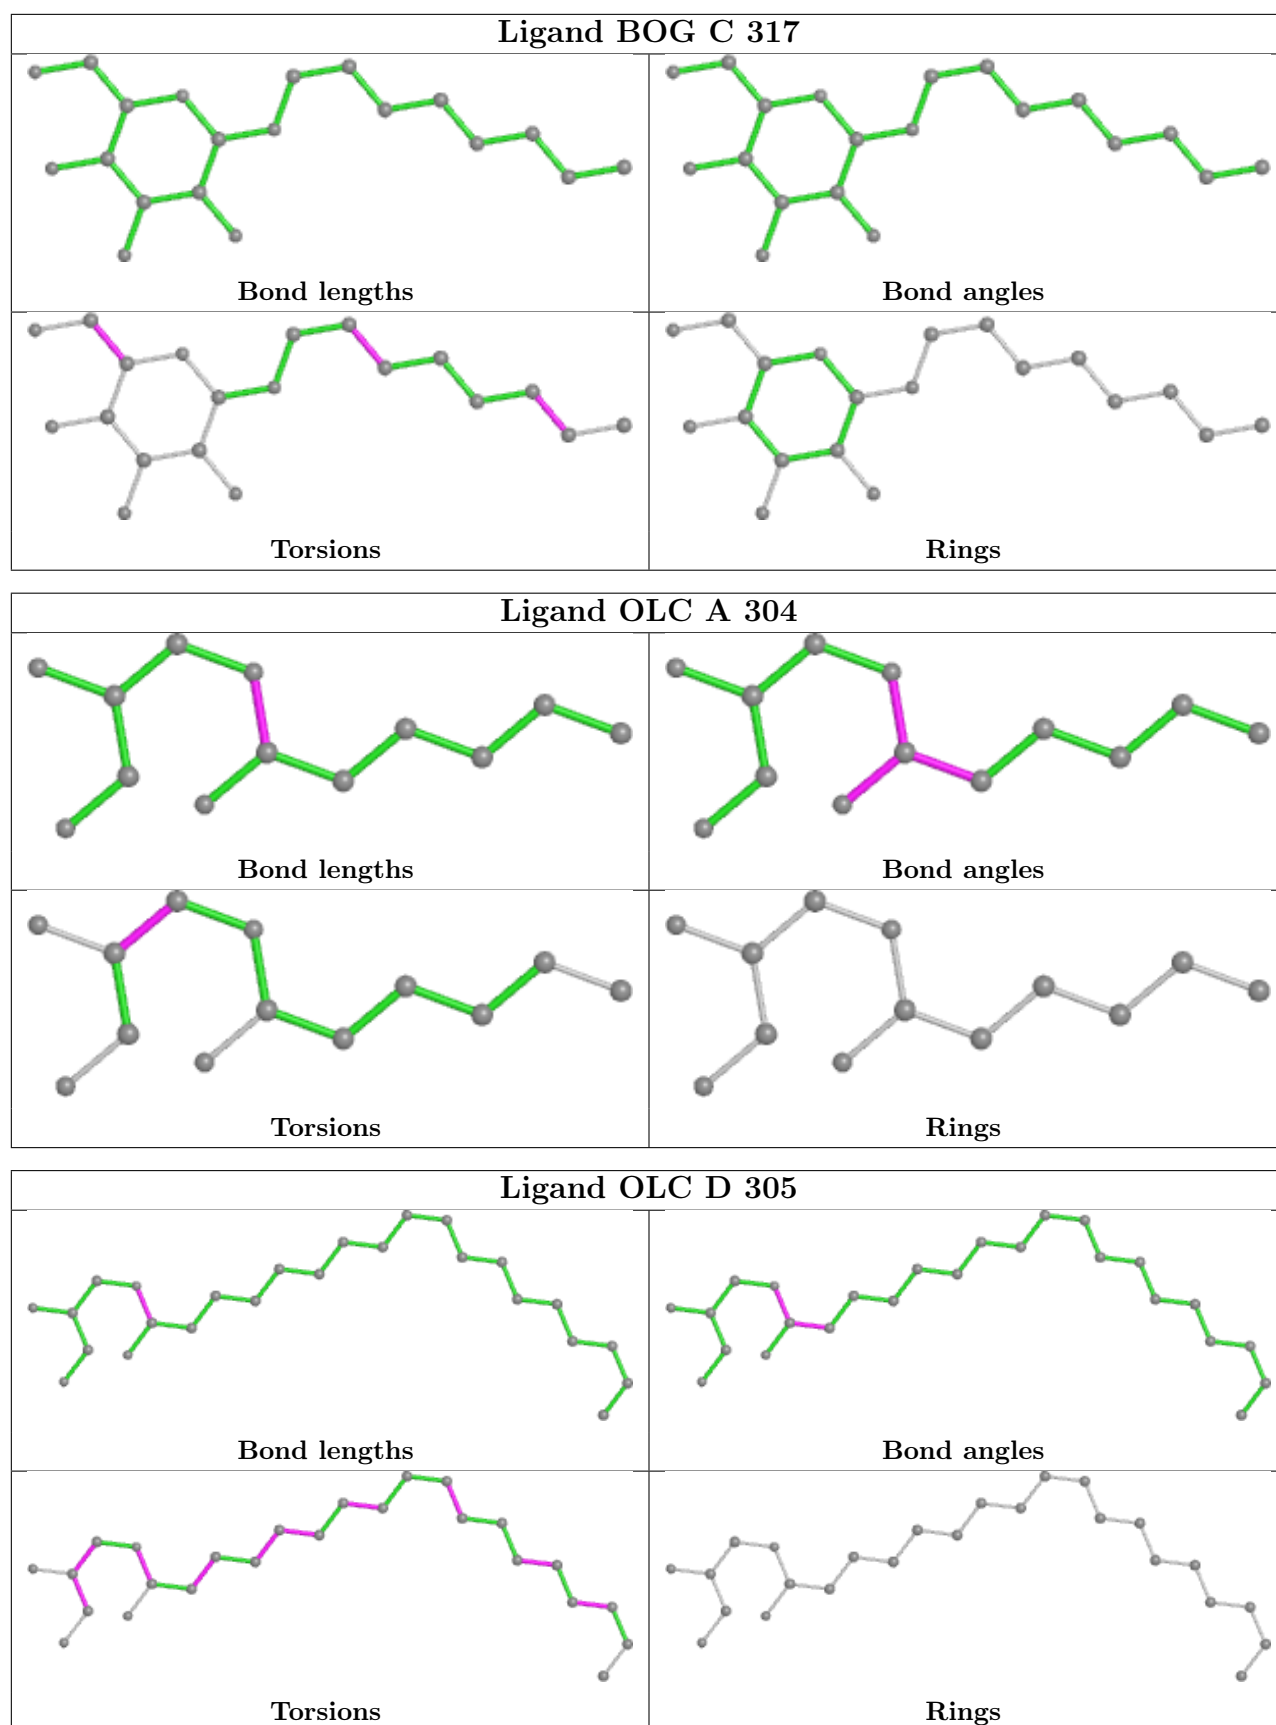 Ligand BOG C 317
Bond lengths
Bond angles
Torsions
Rings
Ligand OLC A 304
Bond lengths
Bond angles
Torsions
Rings
Ligand OLC D 305
Bond lengths
Bond angles
Torsions
Rings